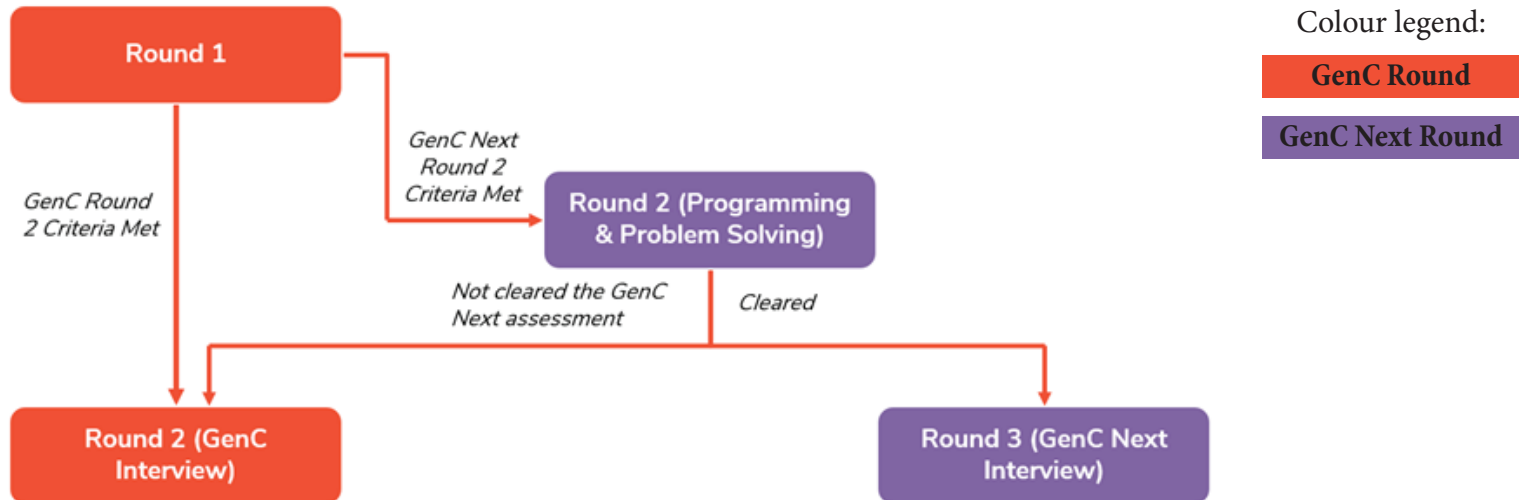 Round 1
Colour legend:
GenC Round
GenC Next Round
GenC Next
Round 2
Criteria Met
GenC Round
2 Criteria Met
Round 2 (Programming
& Problem Solving)
Not cleared the GenC
Next assessment
Cleared
Round 2 (GenC
Interview)
Round 3 (GenC Next
Interview)